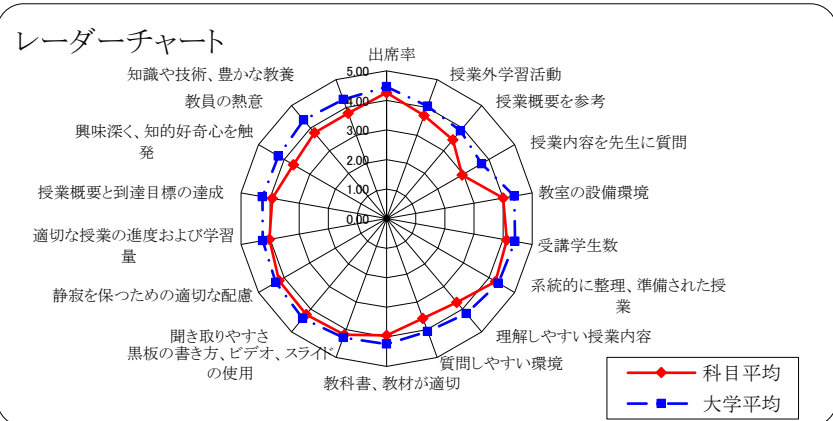 レーダーチャート
出席率
授業外学習活動
授業概要を参考
授業内容を先生に質問
教室の設備環境
受講学生数
系統的に整理、準備された授
業
理解しやすい授業内容
質問しやすい環境
教科書、教材が適切
黒板の書き方、ビデオ、スライド
の使用
聞き取りやすさ
静寂を保つための適切な配慮
適切な授業の進度および学習
量
授業概要と到達目標の達成
興味深く、知的好奇心を触
発
教員の熱意
知識や技術、豊かな教養
5.00
4.00
3.00
2.00
1.00
0.00
科目平均
大学平均